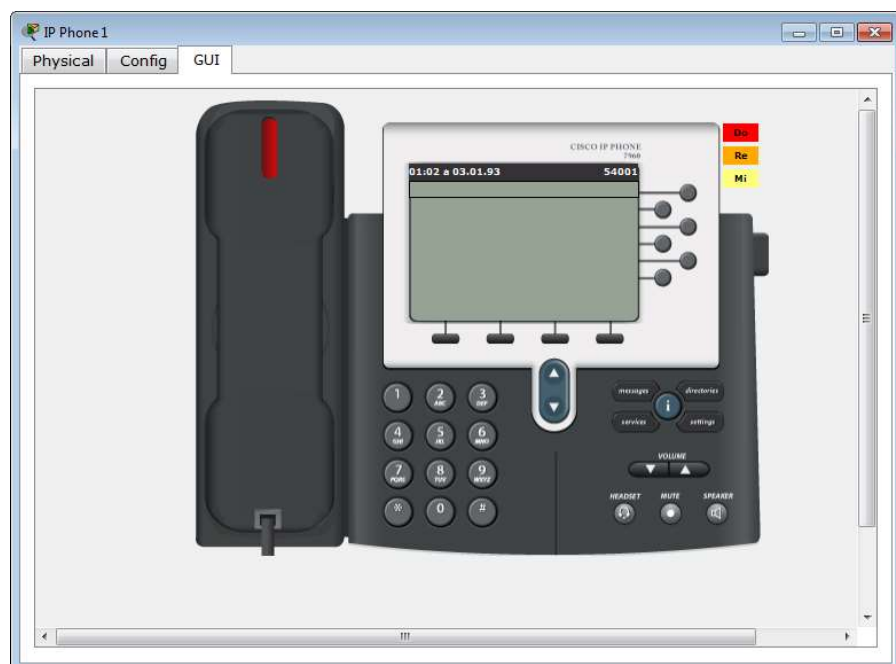 IP Phone1
Physical Config GUI
CISCO IP PHONE
7960
Do
Re
Mi
01:02 a 03.01.93 54001
1 2 ABC 3 DEF
4 GHI 5 JKL 6 MNO
7 PQRS 8 TUV 9 WXYZ
* 0 #
messages directories
i
services settings
VOLUME
HEADSET MUTE SPEAKER